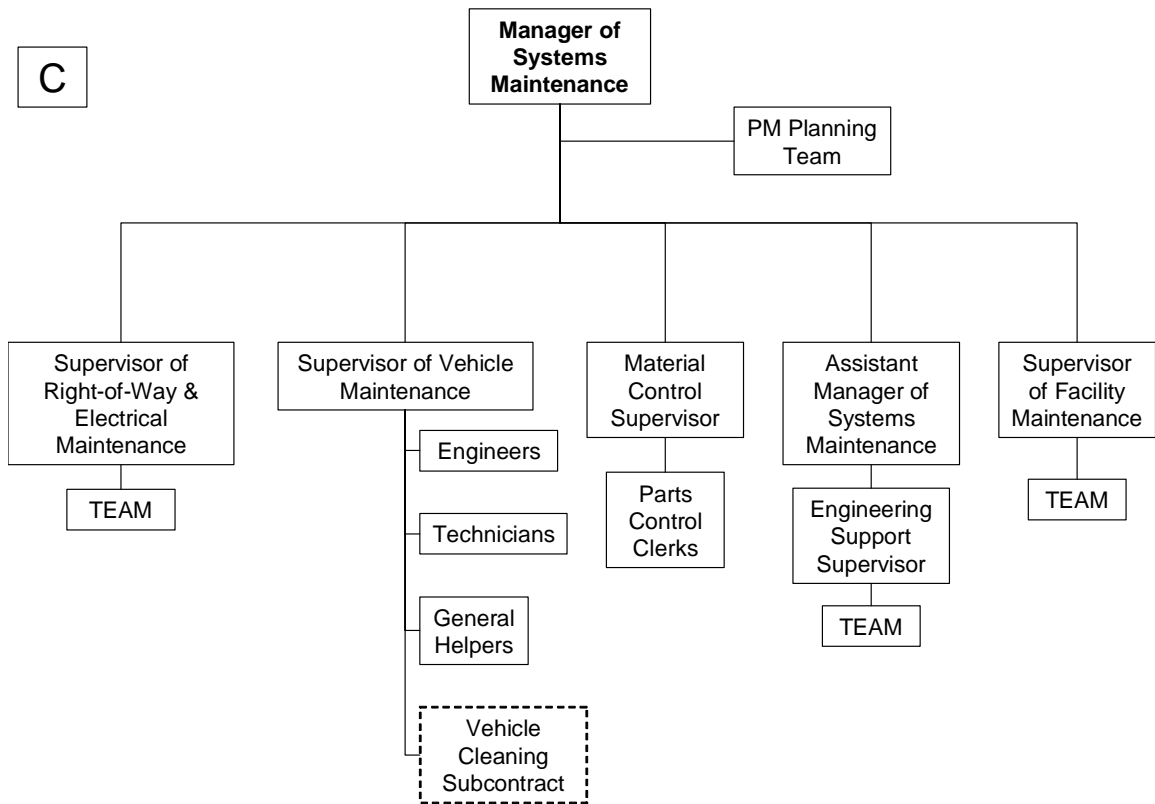 C
Manager of
Systems
Maintenance
PM Planning
Team
Supervisor of
Right-of-Way &
Electrical
Maintenance
TEAM
Supervisor of Vehicle
Maintenance
Engineers
Technicians
General
Helpers
Vehicle
Cleaning
Subcontract
Material
Control
Supervisor
Parts
Control
Clerks
Assistant
Manager of
Systems
Maintenance
Engineering
Support
Supervisor
TEAM
Supervisor
of Facility
Maintenance
TEAM